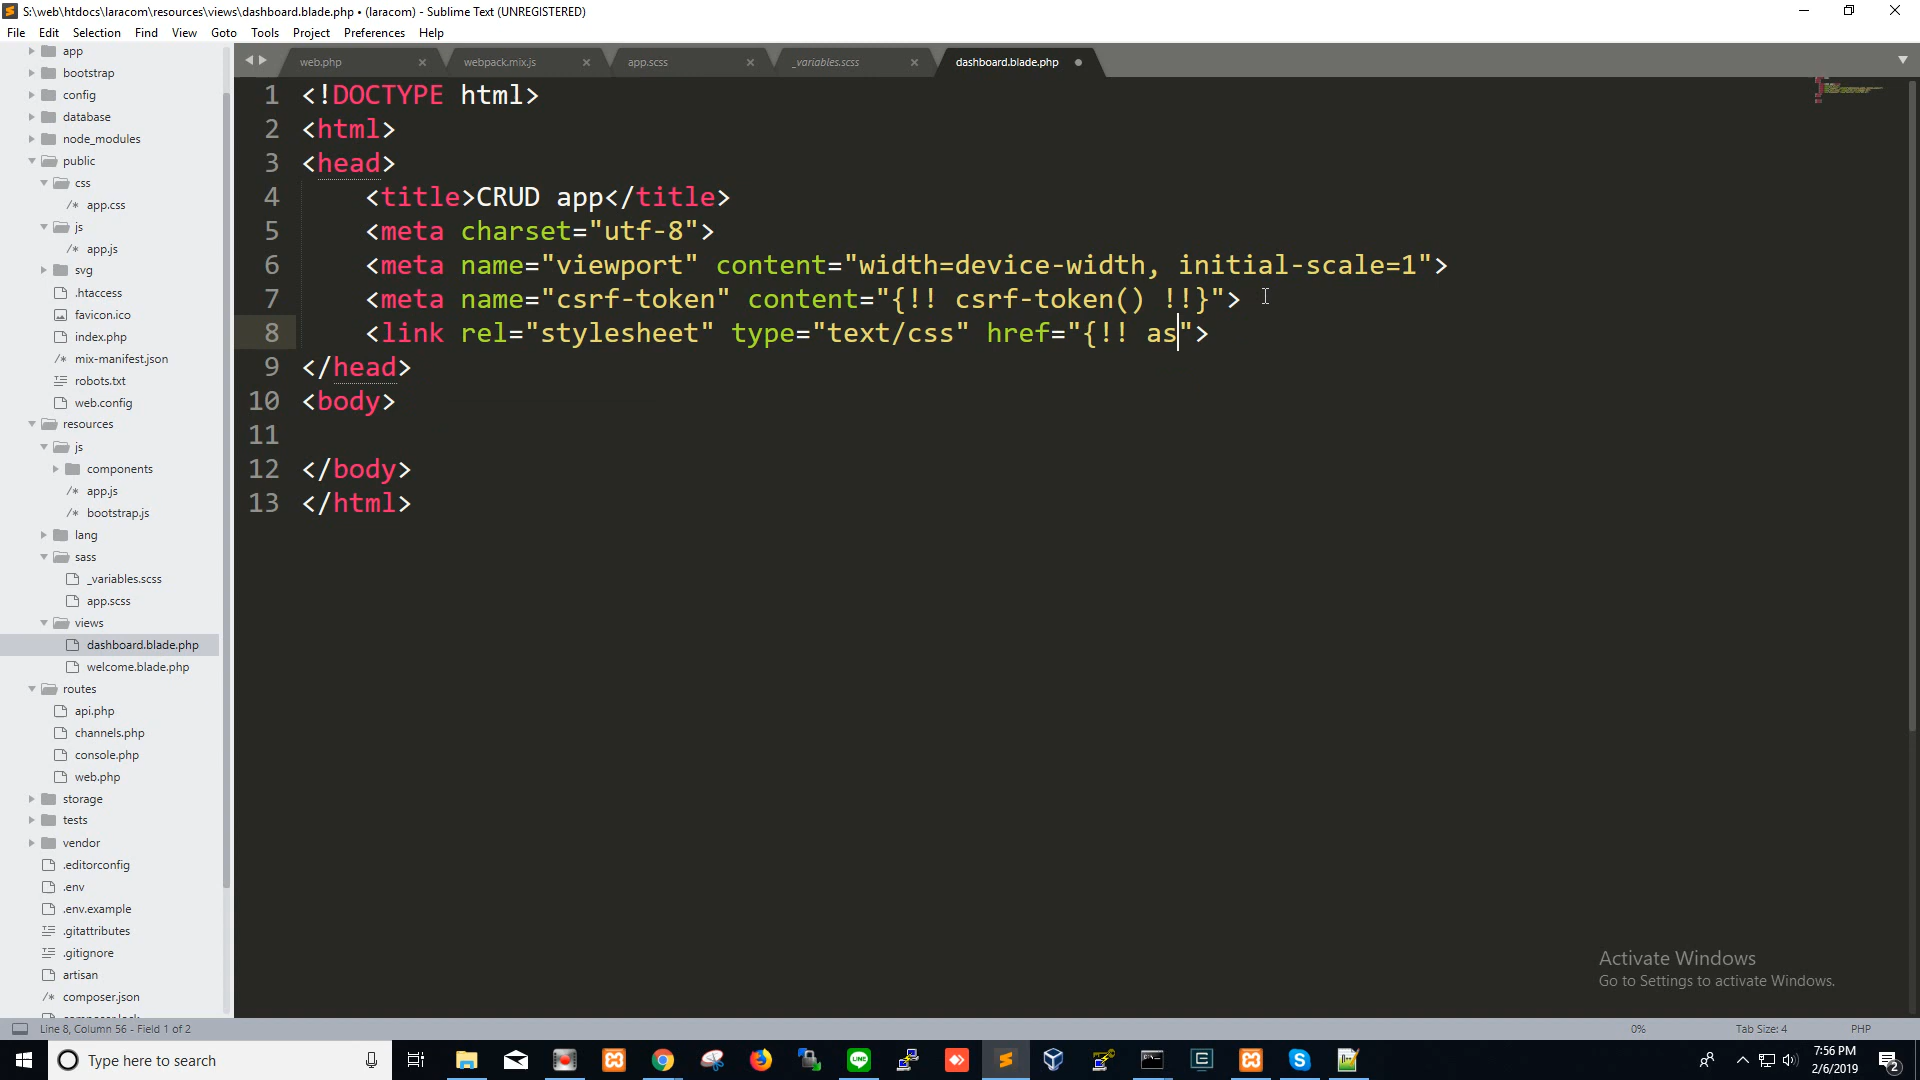 S:\web\htdocs\laracom\resources\views\dashboard.blade.php • (laracom) - Sublime Text (UNREGISTERED)
File Edit Selection Find View Goto Tools Project Preferences Help
app
bootstrap
config
database
node_modules
public
css
app.css
js
app.js
svg
.htaccess
favicon.ico
index.php
mix-manifest.json
robots.txt
web.config
resources
js
components
app.js
bootstrap.js
lang
sass
_variables.scss
app.scss
views
dashboard.blade.php
welcome.blade.php
routes
api.php
channels.php
console.php
web.php
storage
tests
vendor
.editorconfig
.env
.env.example
.gitattributes
.gitignore
artisan
composer.json
web.php webpack.mix.js app.scss _variables.scss dashboard.blade.php
1 <!DOCTYPE html>
2 <html>
3 <head>
4 <title>CRUD app</title>
5 <meta charset="utf-8">
6 <meta name="viewport" content="width=device-width, initial-scale=1">
7 <meta name="csrf-token" content="{!! csrf-token() !!}">
8 <link rel="stylesheet" type="text/css" href="{!! as">
9 </head>
10 <body>
11
12 </body>
13 </html>
Activate Windows
Go to Settings to activate Windows.
Line 8, Column 56 - Field 1 of 2 0% Tab Size: 4 PHP
Type here to search
7:56 PM
2/6/2019
2